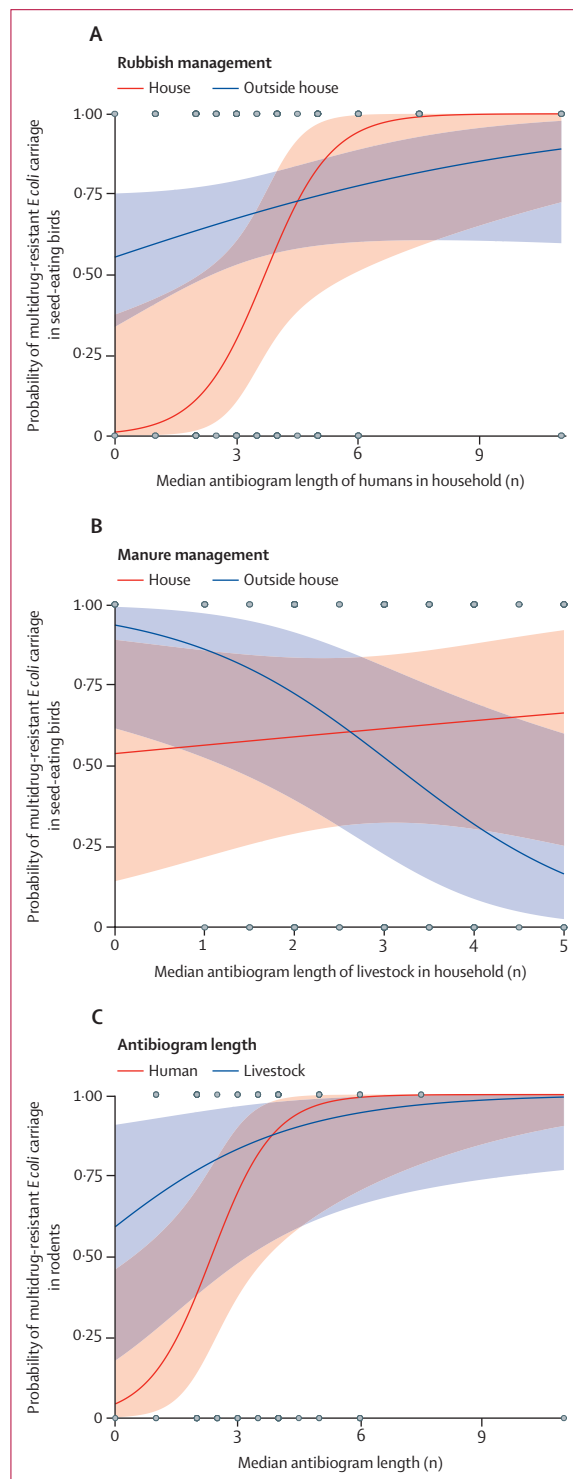 A
Rubbish management
House Outside house
1·00
0·75
0·50
0·25
0
0 3 6 9
Probability of multidrug-resistant E coli carriage
in seed-eating birds
Median antibiogram length of humans in household (n)
B
Manure management
House Outside house
1·00
0·75
0·50
0·25
0
0 1 2 3 4 5
Probability of multidrug-resistant E coli carriage
in seed-eating birds
Median antibiogram length of livestock in household (n)
C
Antibiogram length
Human Livestock
1·00
0·75
0·50
0·25
0
0 3 6 9
Probability of multidrug-resistant E coli carriage
in rodents
Median antibiogram length (n)